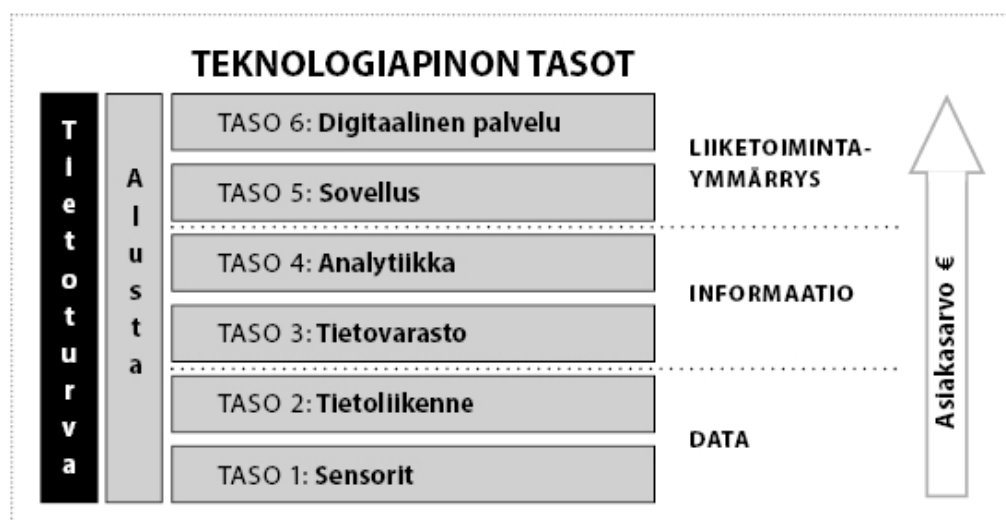 TEKNOLOGIAPINON TASOT
Tietoturva
Alusta
TASO 6: Digitaalinen palvelu
TASO 5: Sovellus
TASO 4: Analytiikka
TASO 3: Tietovarasto
TASO 2: Tietoliikenne
TASO 1: Sensorit
LIIKETOIMINTA-
YMMÄRRYS
INFORMAATIO
DATA
Asiakasarvo €